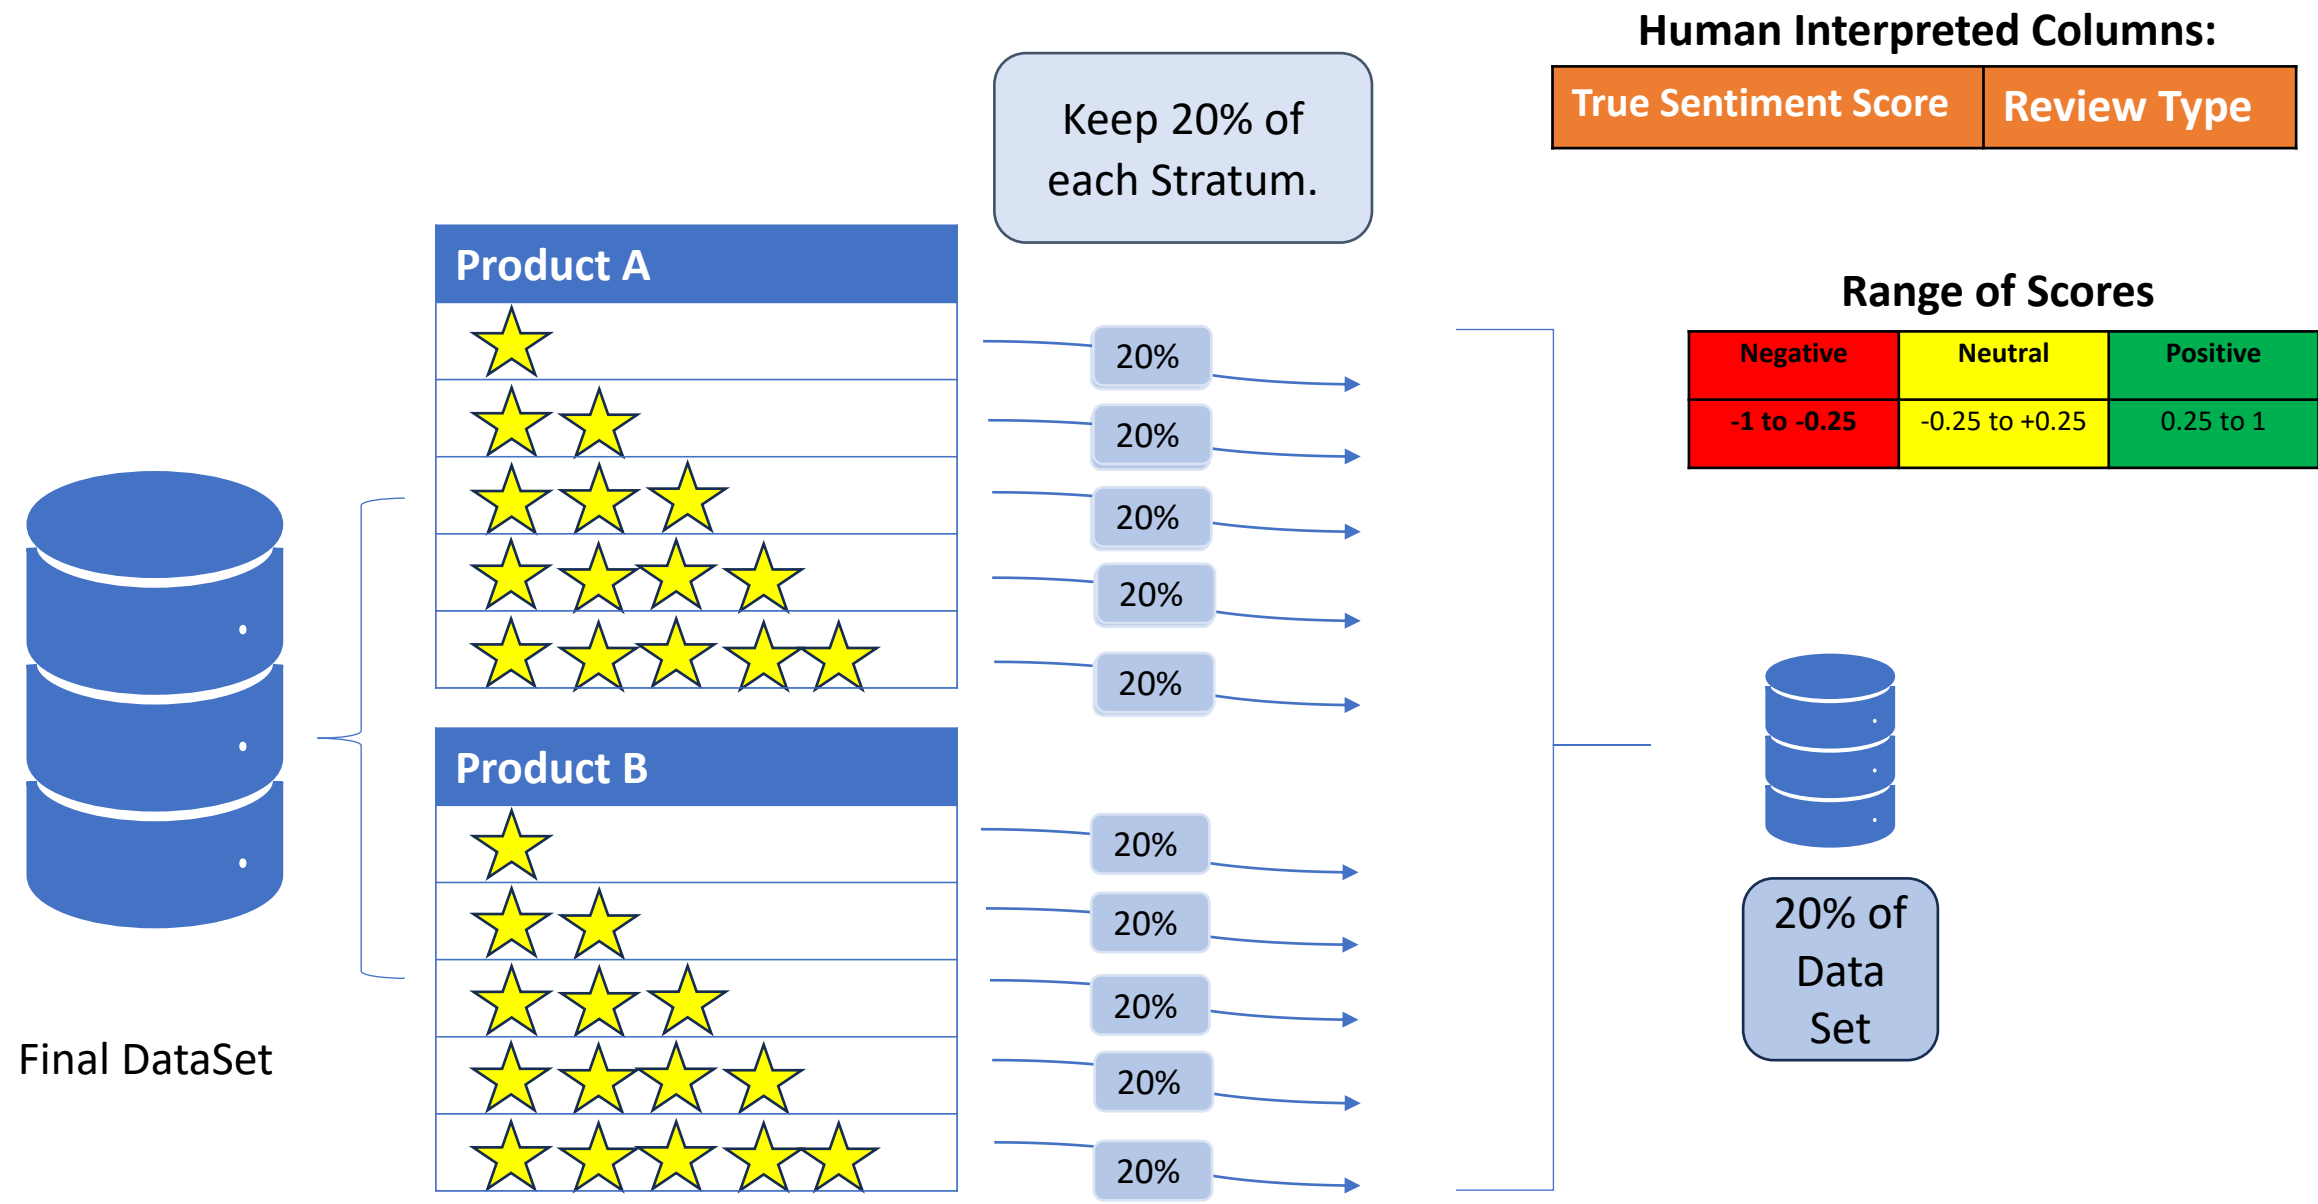 Human Interpreted Columns:
True Sentiment Score Review Type
Keep 20% of
each Stratum.
Product A
20%
20%
20%
20%
20%
Range of Scores
Negative Neutral Positive
-1 to -0.25 -0.25 to +0.25 0.25 to 1
Product B
20%
20%
20%
20%
20%
Final DataSet
20% of
Data
Set